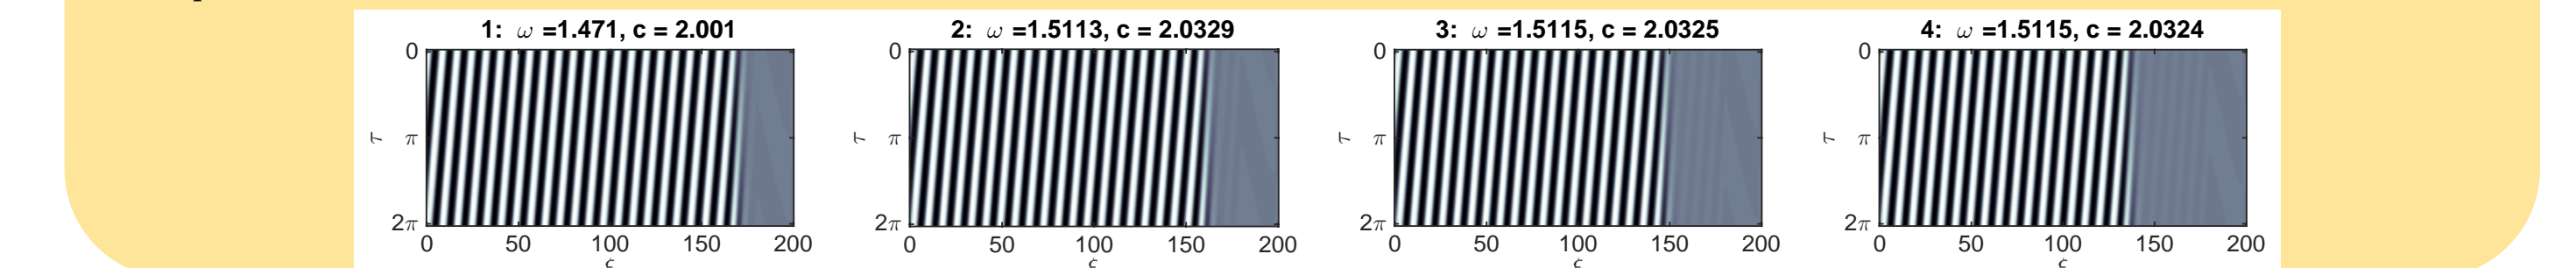 1: ω =1.471, c = 2.001
2: ω =1.5113, c = 2.0329
3: ω =1.5115, c = 2.0325
4: ω =1.5115, c = 2.0324
0
π
2π
τ
0 50 100 150 200
0
π
2π
τ
0 50 100 150 200
0
π
2π
τ
0 50 100 150 200
0
π
2π
τ
0 50 100 150 200